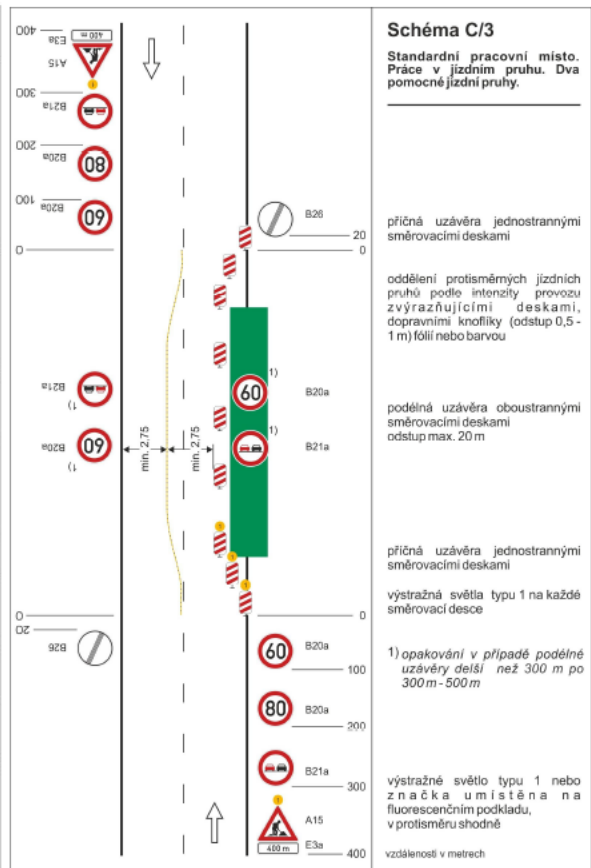 Schéma C/3
Standardní pracovní místo.
Práce v jízdním pruhu. Dva
pomocné jízdní pruhy.
400
400 m
E3a
A15
1
300
B21a
200
80
B20a
100
60
B20a
0
B21a
1)
60
B20a
1)
min. 2,75
min. 2,75
0
20
B26
B26
20
0
1)
60
B20a
1)
B21a
1
1
1
0
60
B20a
100
80
B20a
200
B21a
300
1
A15
400 m
E3a
400
příčná uzávěra jednostrannými
směrovacími deskami
oddělení protisměrných jízdních
pruhů podle intenzity provozu
zvýrazňujícími deskami,
dopravními knoflíky (odstup 0,5 -
1 m) fólií nebo barvou
podélná uzávěra oboustrannými
směrovacími deskami
odstup max. 20 m
příčná uzávěra jednostrannými
směrovacími deskami
výstražná světla typu 1 na každé
směrovací desce
1) opakování v případě podélné
uzávěry delší než 300 m po
300 m - 500 m
výstražné světlo typu 1 nebo
značka umístěna na
fluorescenčním podkladu,
v protisměru shodně
vzdálenosti v metrech